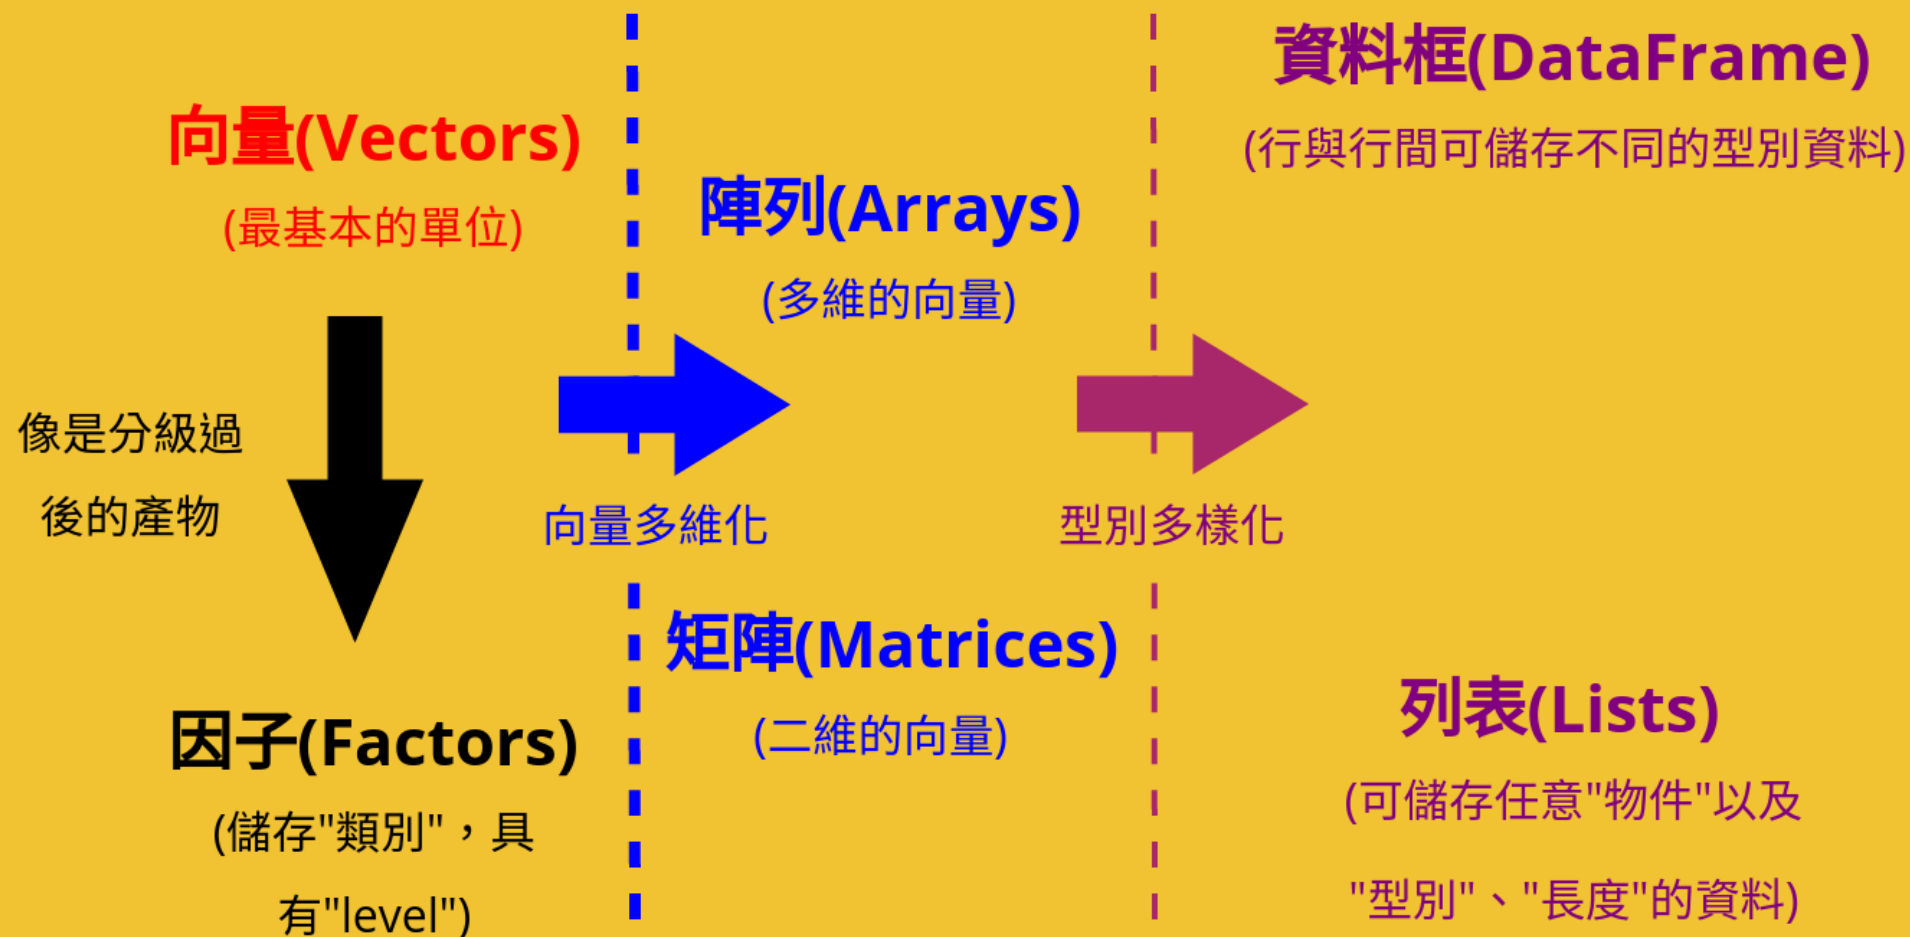 向量(Vectors)
(最基本的單位)
像是分級過
後的產物
因子(Factors)
(儲存"類別"，具
有"level")
陣列(Arrays)
(多維的向量)
向量多維化
矩陣(Matrices)
(二維的向量)
資料框(DataFrame)
(行與行間可儲存不同的型別資料)
型別多樣化
列表(Lists)
(可儲存任意"物件"以及
"型別"、"長度"的資料)